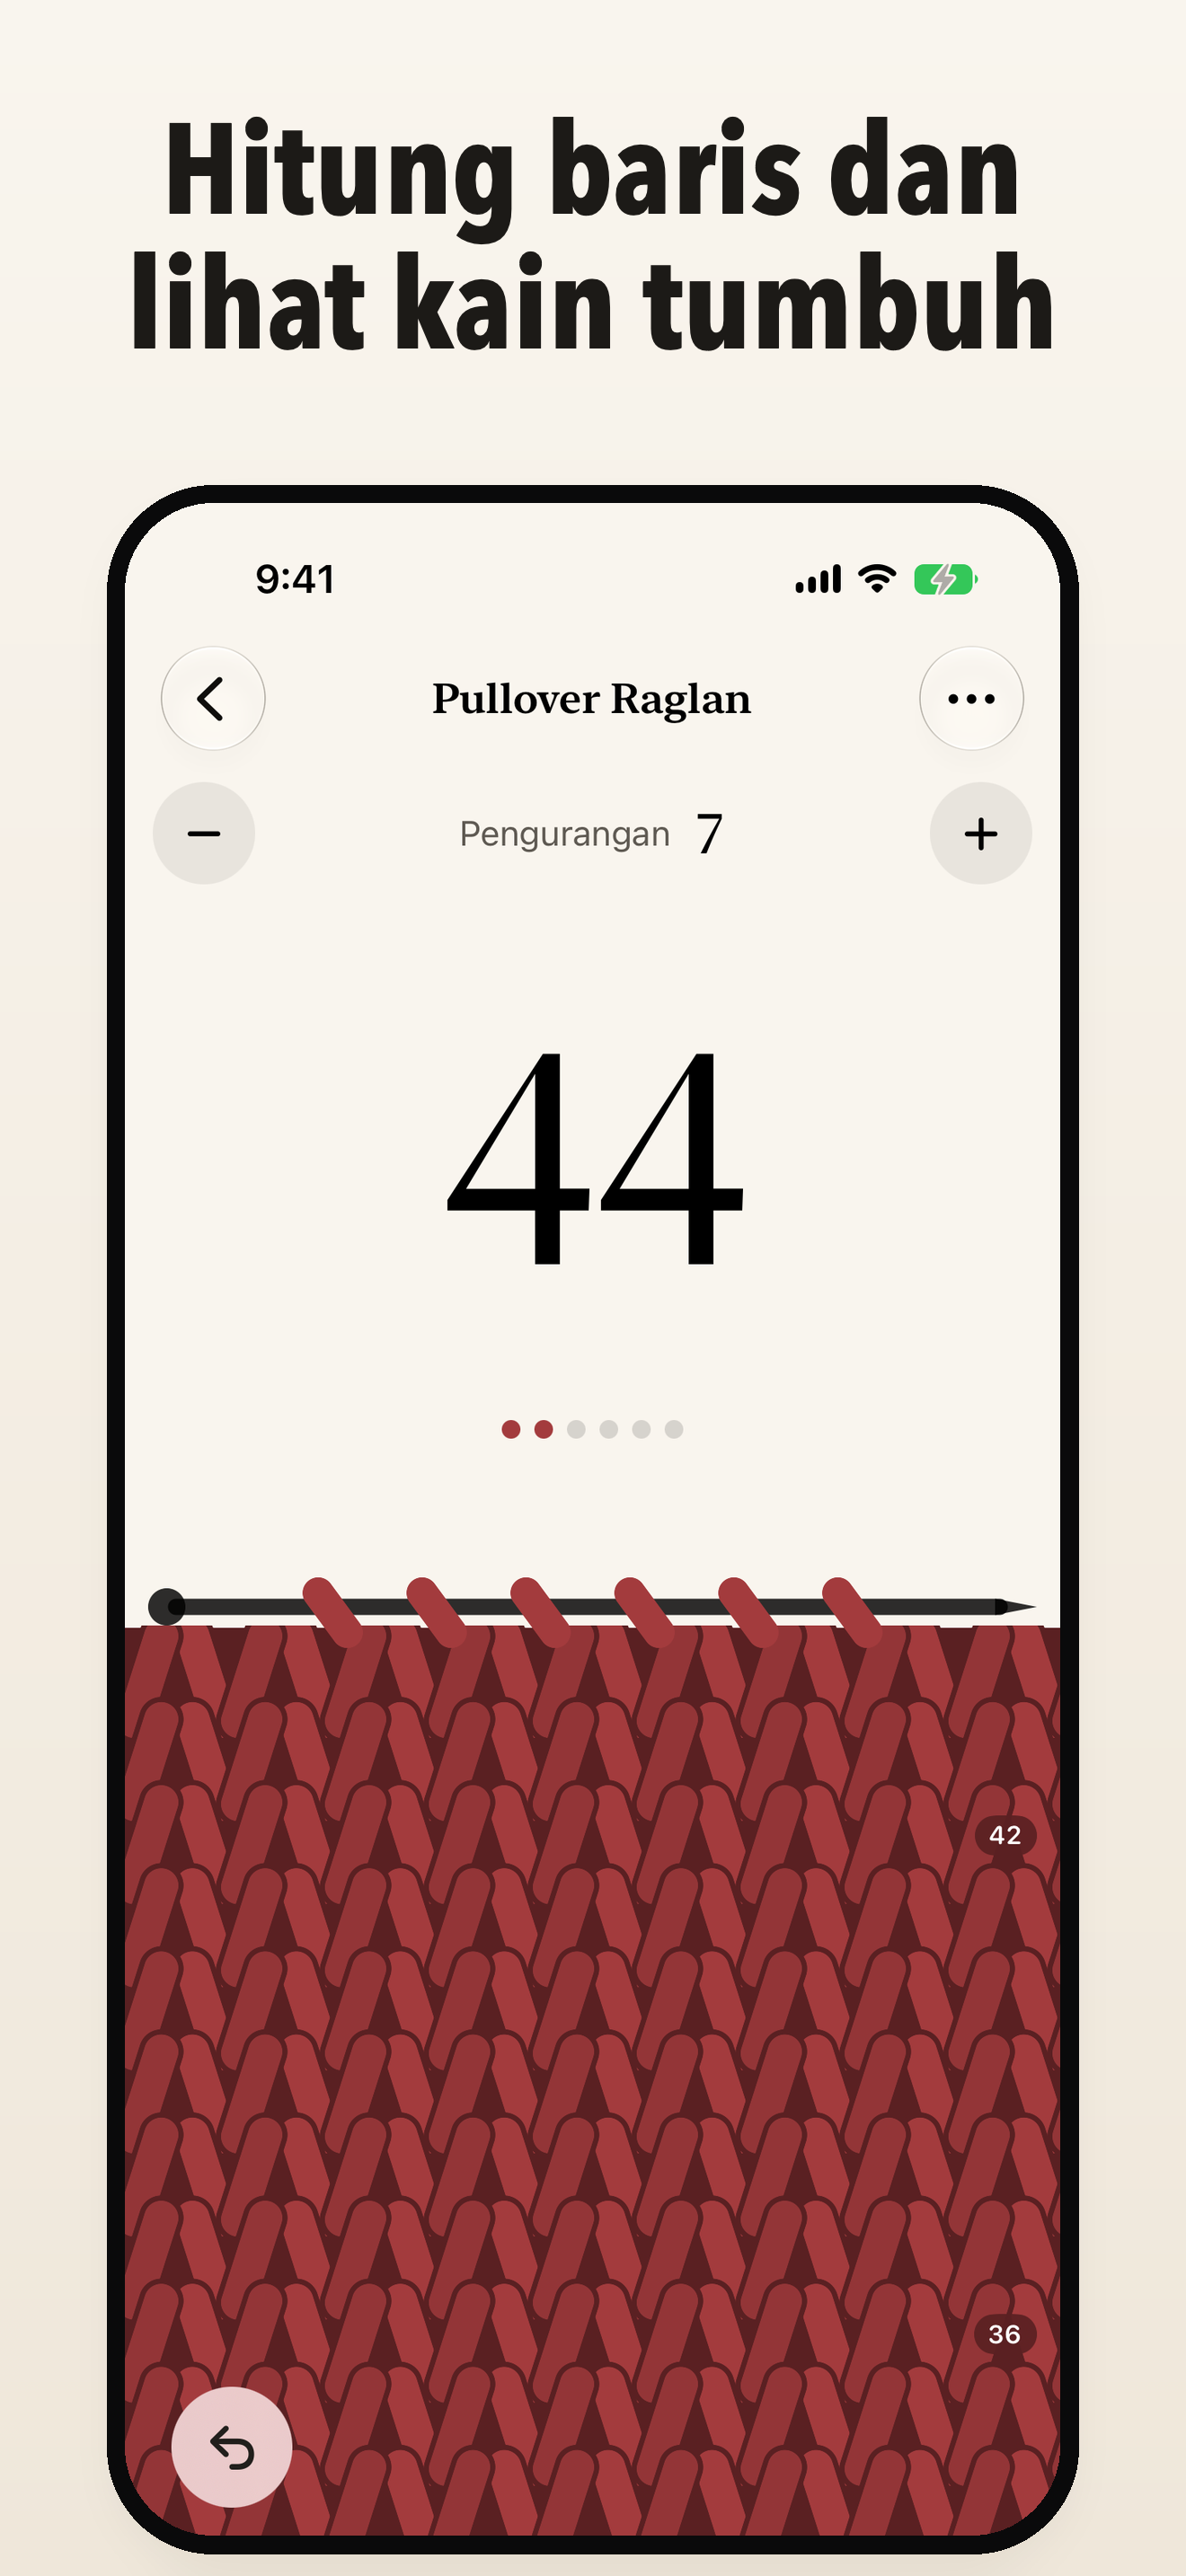 Hitung baris dan
lihat kain tumbuh
9:41
Pullover Raglan
Pengurangan 7
44
42
36